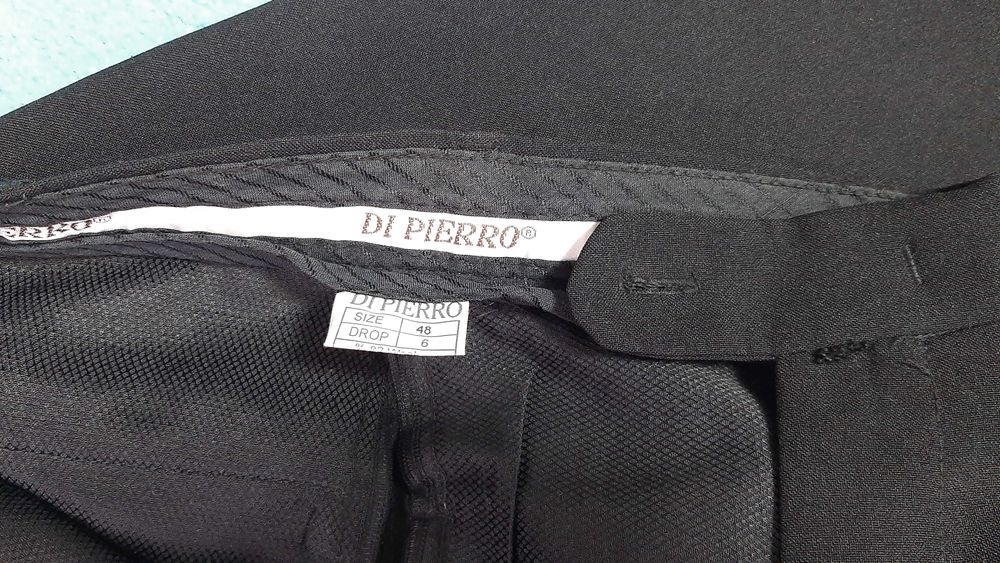 DI PIERRO®
DI PIERRO
SIZE 48
DROP 6